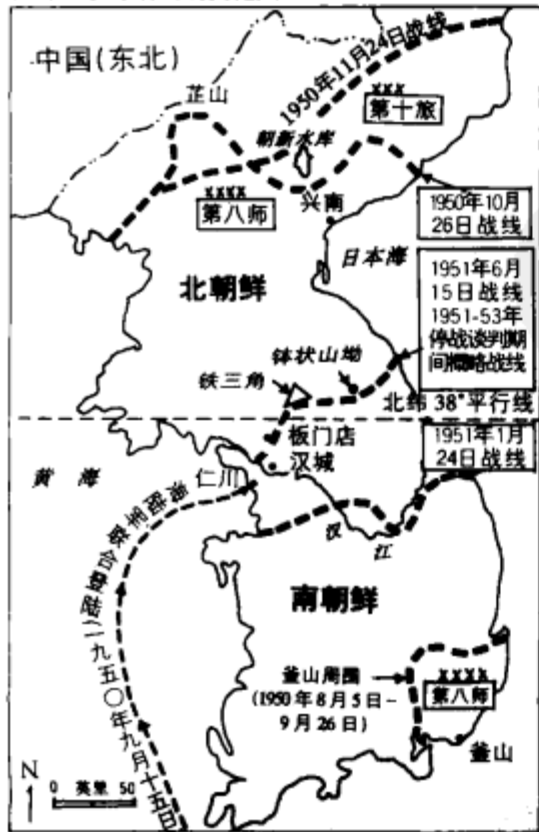 中国(东北)
1950年11月24日战线
芷山
XXX
第十旅
朝新水库
XXXX
第八师
兴南
1950年10月
26日战线
日本海
北朝鲜
1951年6月
15日战线
1951-53年
停战谈判期
间概略战线
钵状山坳
铁三角
北纬38°平行线
板门店
汉城
1951年1月
24日战线
黄海
仁川
海陆军联合登陆(一九五〇年九月十五日)
汉江
南朝鲜
釜山周围
(1950年8月5日-
9月26日)
XXXX
第八师
釜山
N
0 英里 50